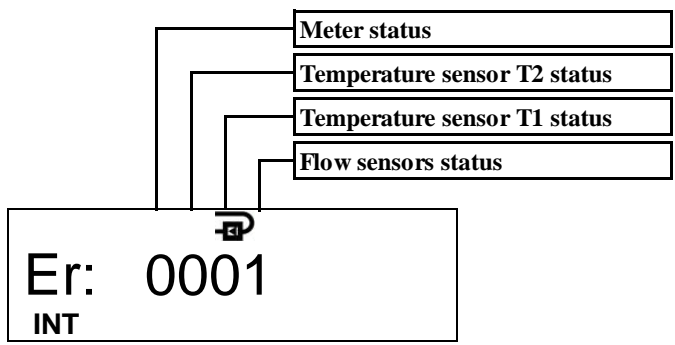 Meter status
Temperature sensor T2 status
Temperature sensor T1 status
Flow sensors status
Er: 0001
INT